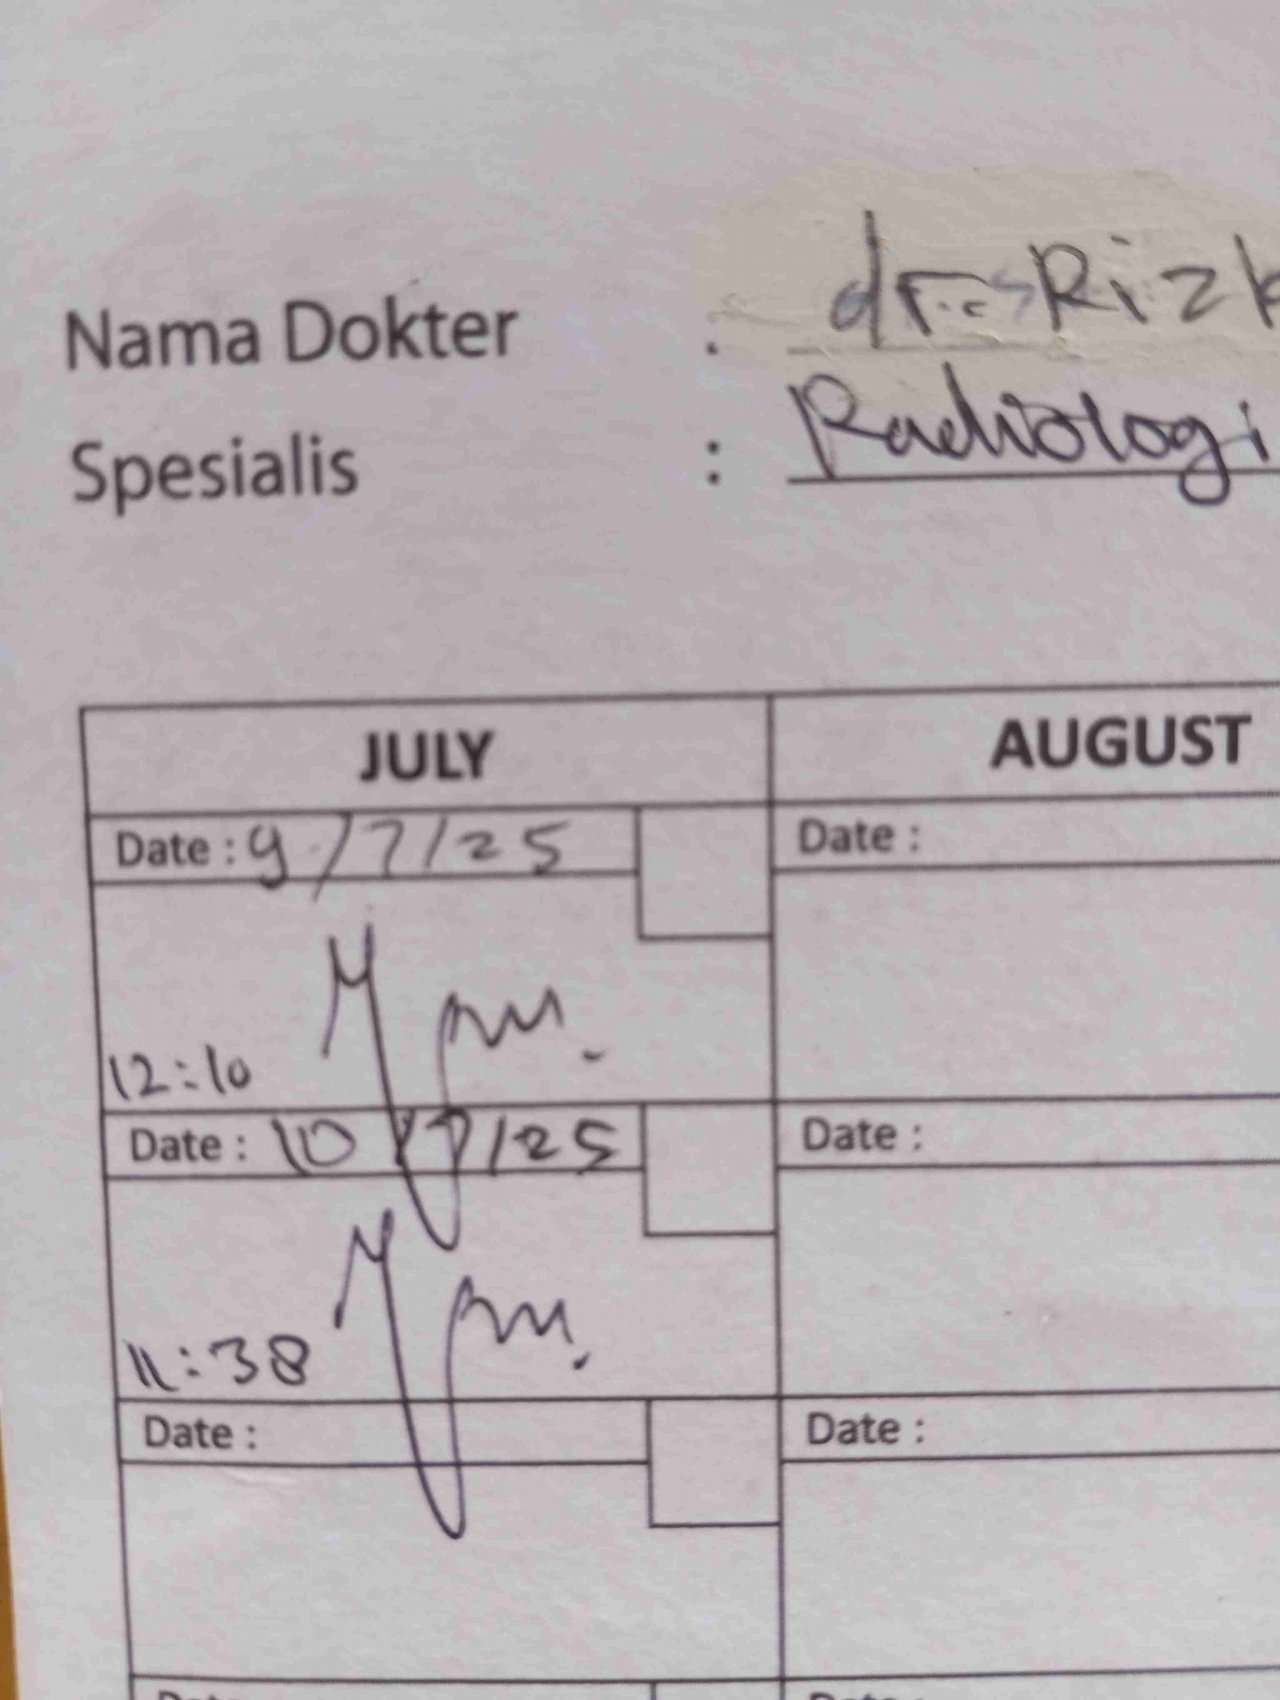 Nama Dokter : dr. Rizk
Spesialis : Radiologi
JULY AUGUST
Date : 9/7/25 Date :
12:10
Date : 10/7/25 Date :
11:38
Date : Date :